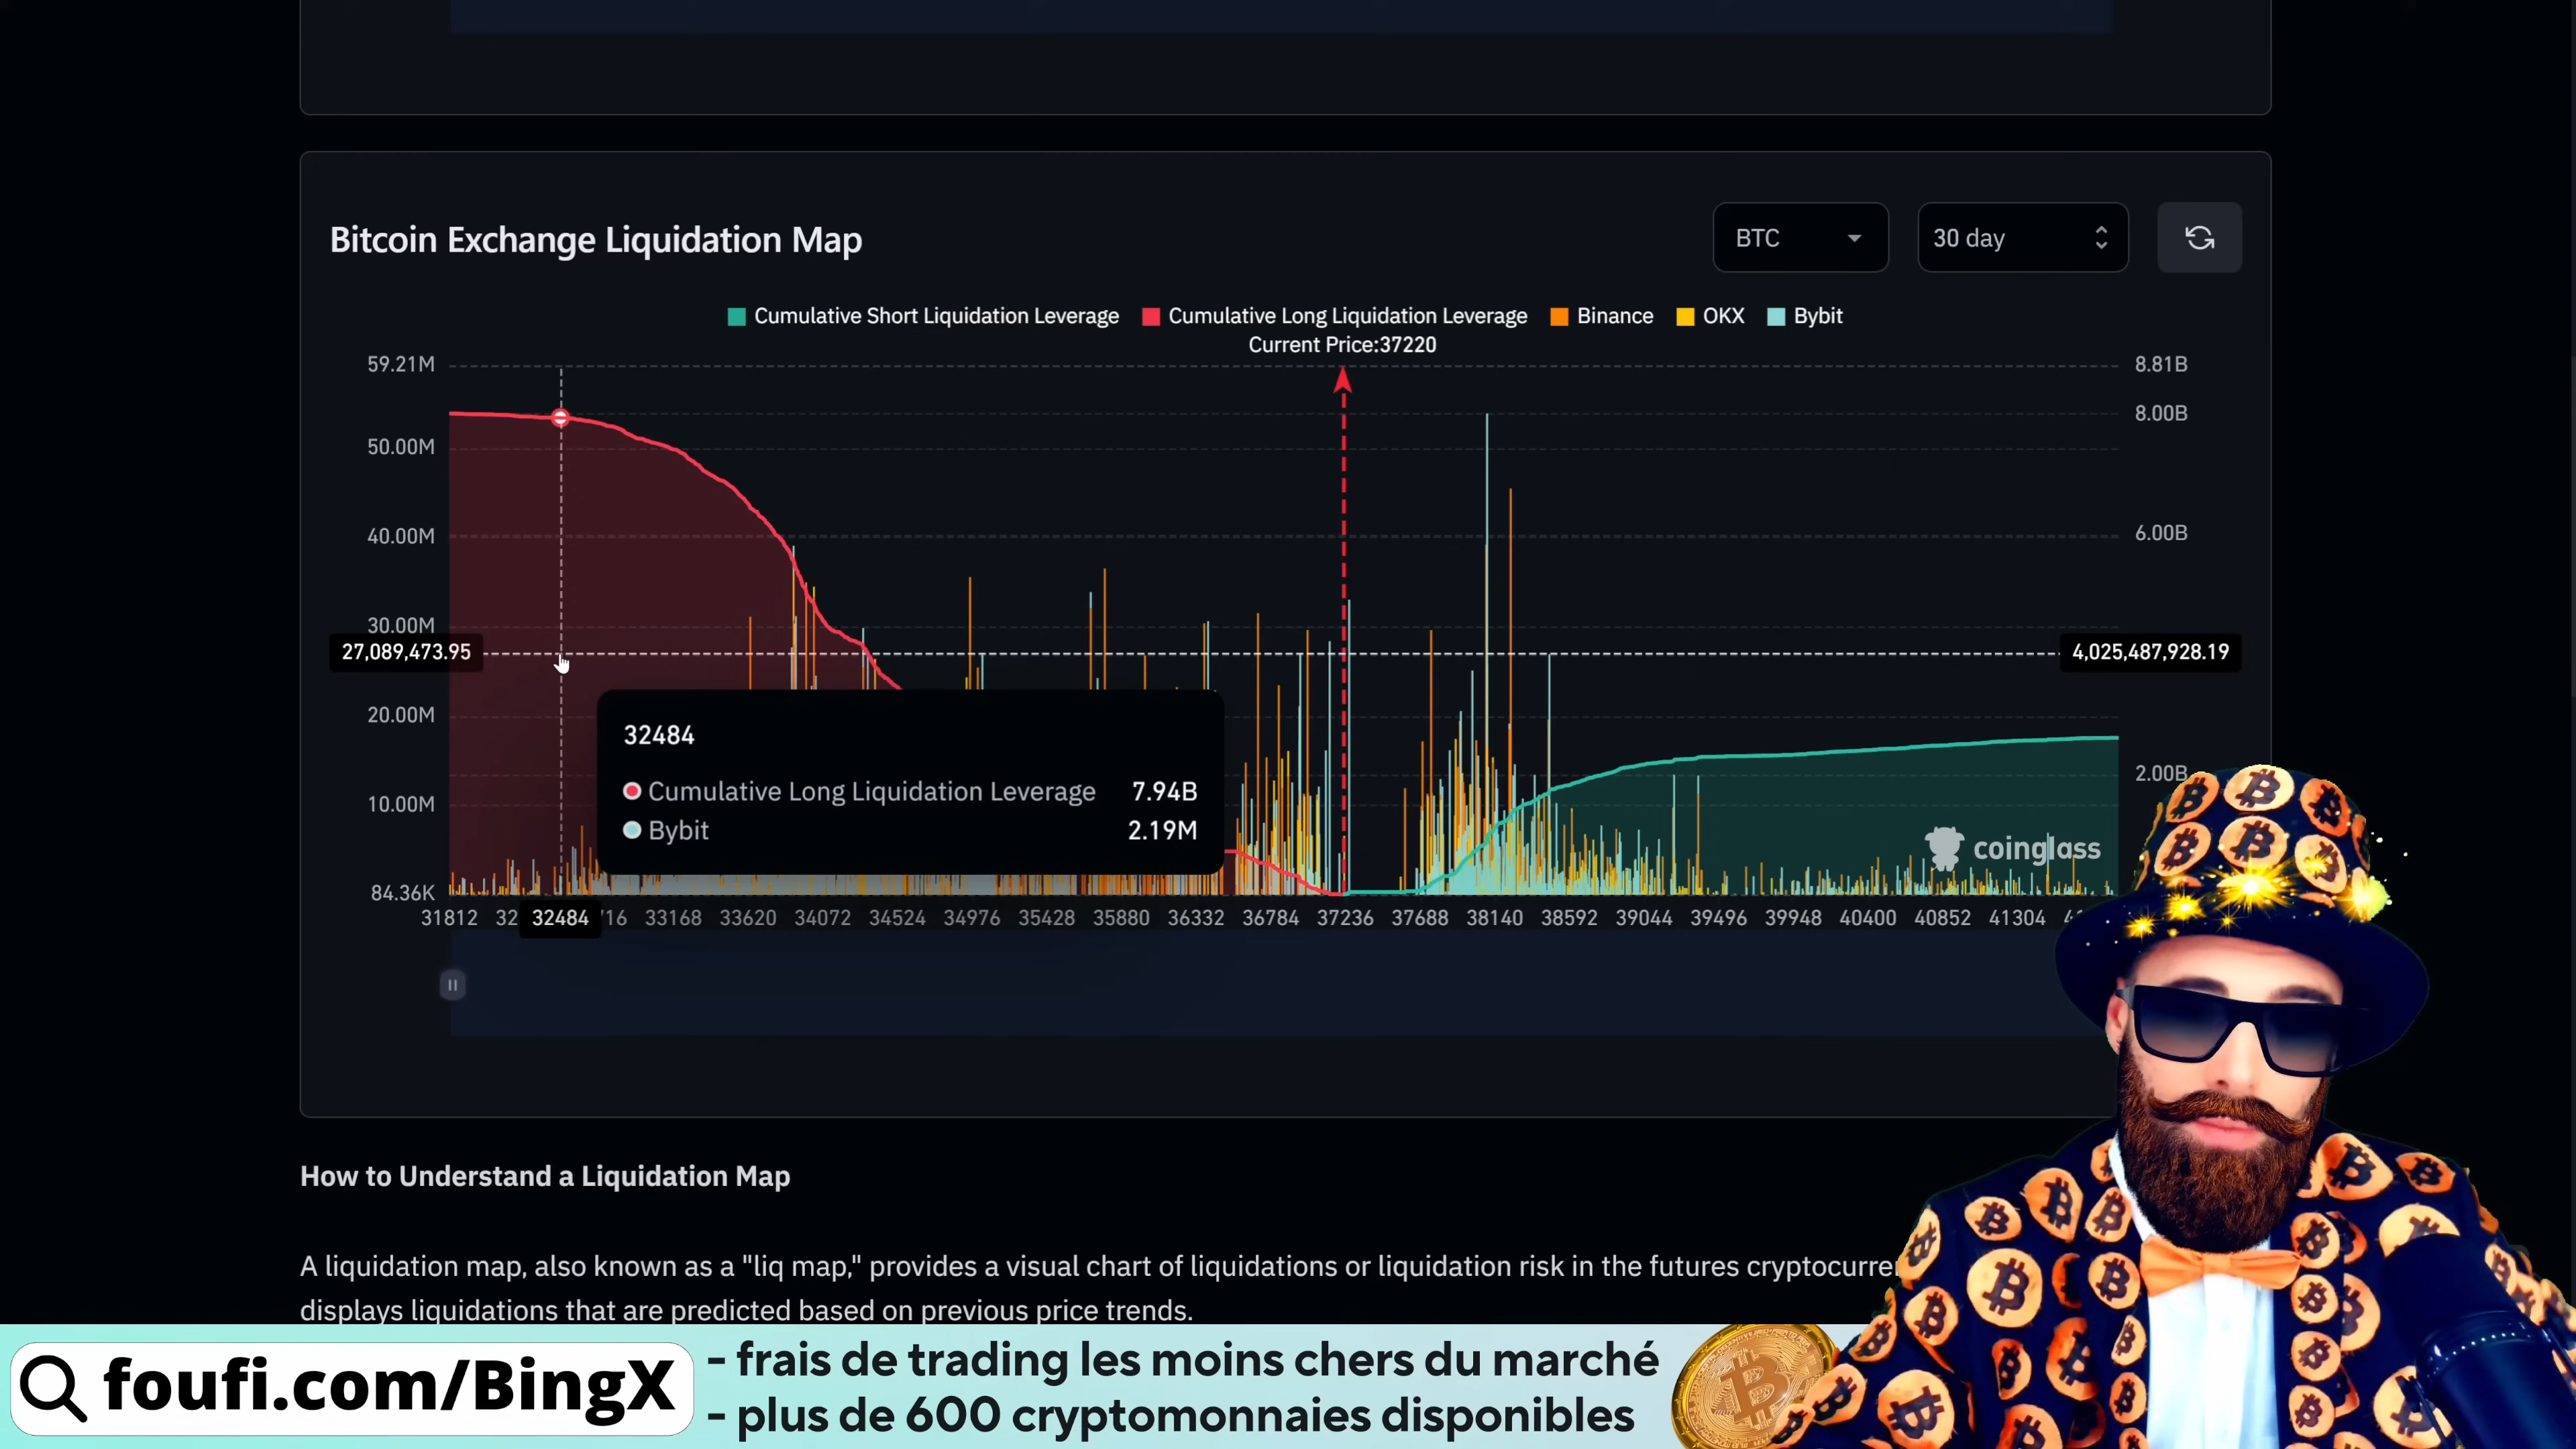 Bitcoin Exchange Liquidation Map
BTC
30 day
Cumulative Short Liquidation Leverage
Cumulative Long Liquidation Leverage
Binance
OKX
Bybit
Current Price:37220
59.21M
8.81B
8.00B
50.00M
40.00M
6.00B
30.00M
27,089,473.95
4,025,487,928.19
20.00M
32484
Cumulative Long Liquidation Leverage 7.94B
Bybit 2.19M
2.00B
10.00M
coinglass
84.36K
31812 32484 33168 33620 34072 34524 34976 35428 35880 36332 36784 37236 37688 38140 38592 39044 39496 39948 40400 40852 41304
How to Understand a Liquidation Map
A liquidation map, also known as a "liq map," provides a visual chart of liquidations or liquidation risk in the futures
displays liquidations that are predicted based on previous price trends.
foufi.com/BingX
- frais de trading les moins chers du marché
- plus de 600 cryptomonnaies disponibles